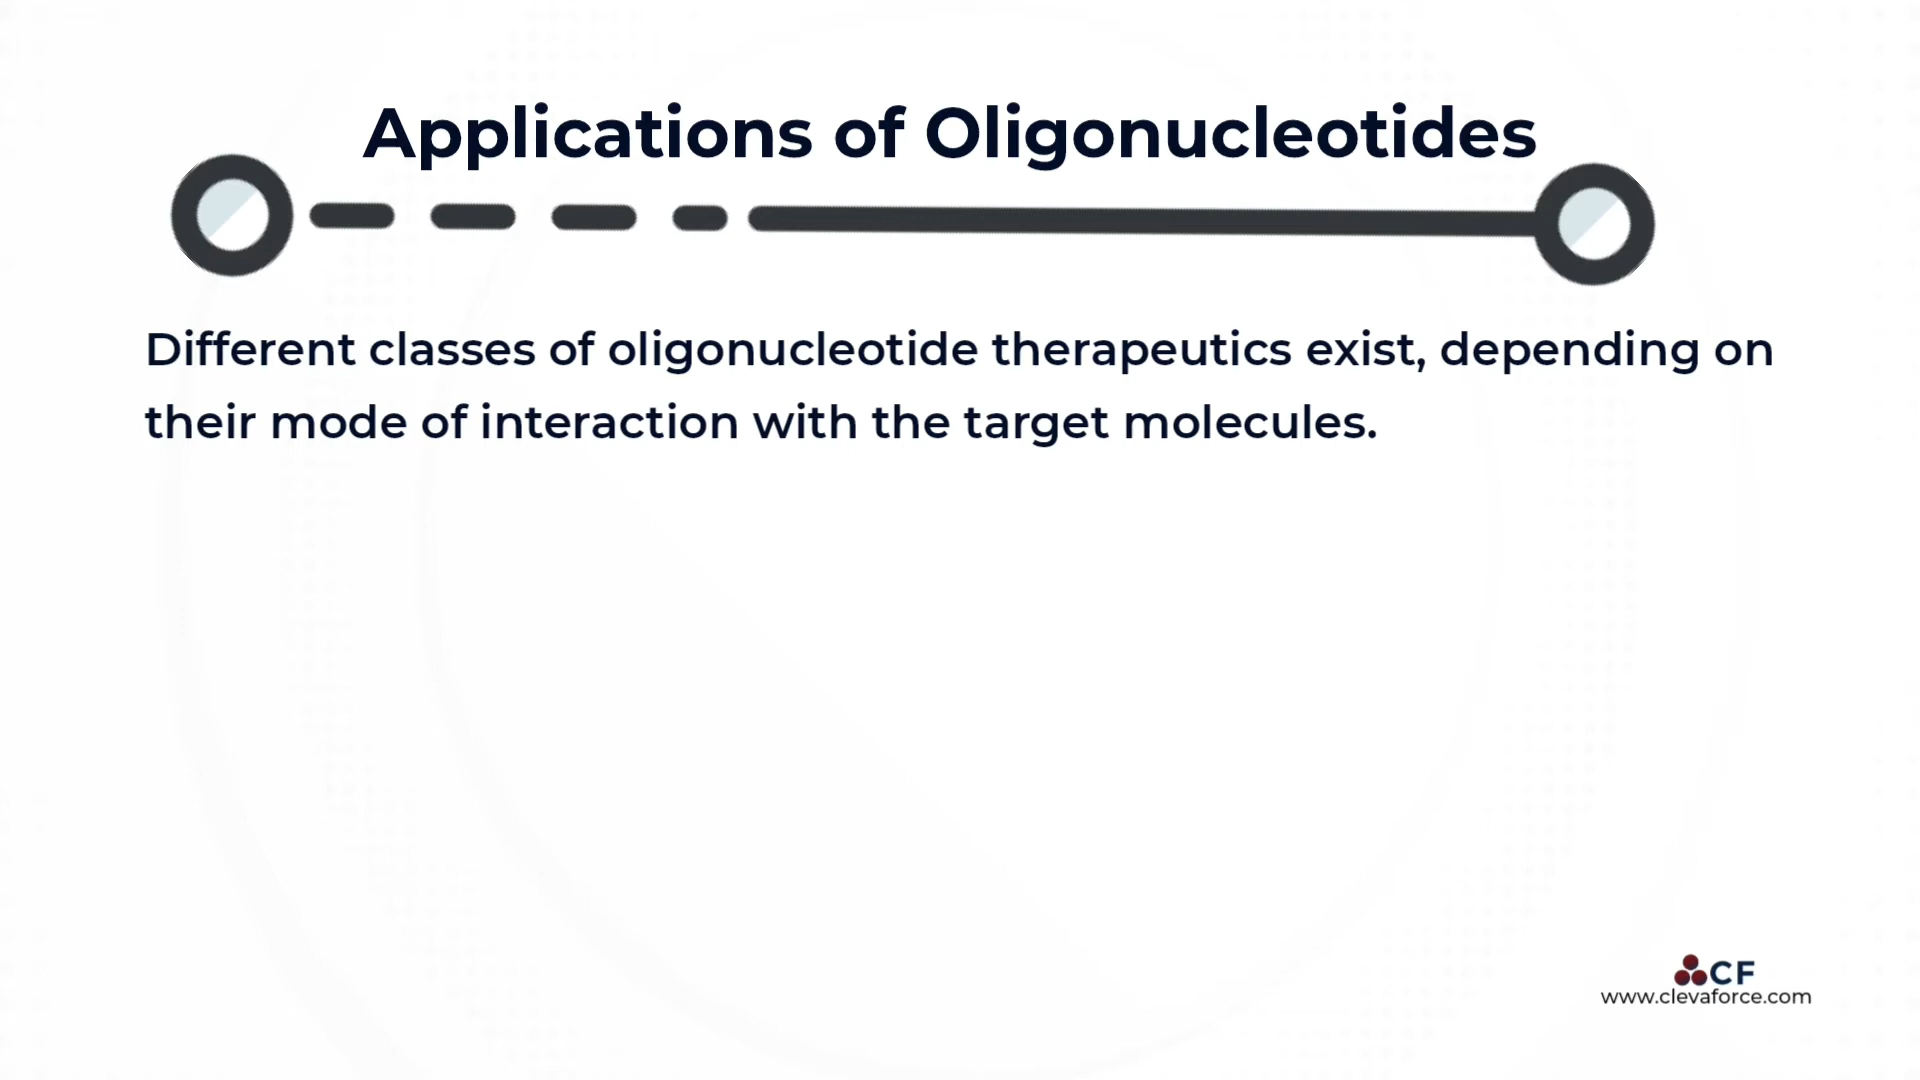 Applications of Oligonucleotides
Different classes of oligonucleotide therapeutics exist, depending on
their mode of interaction with the target molecules.
CF
www.clevaforce.com